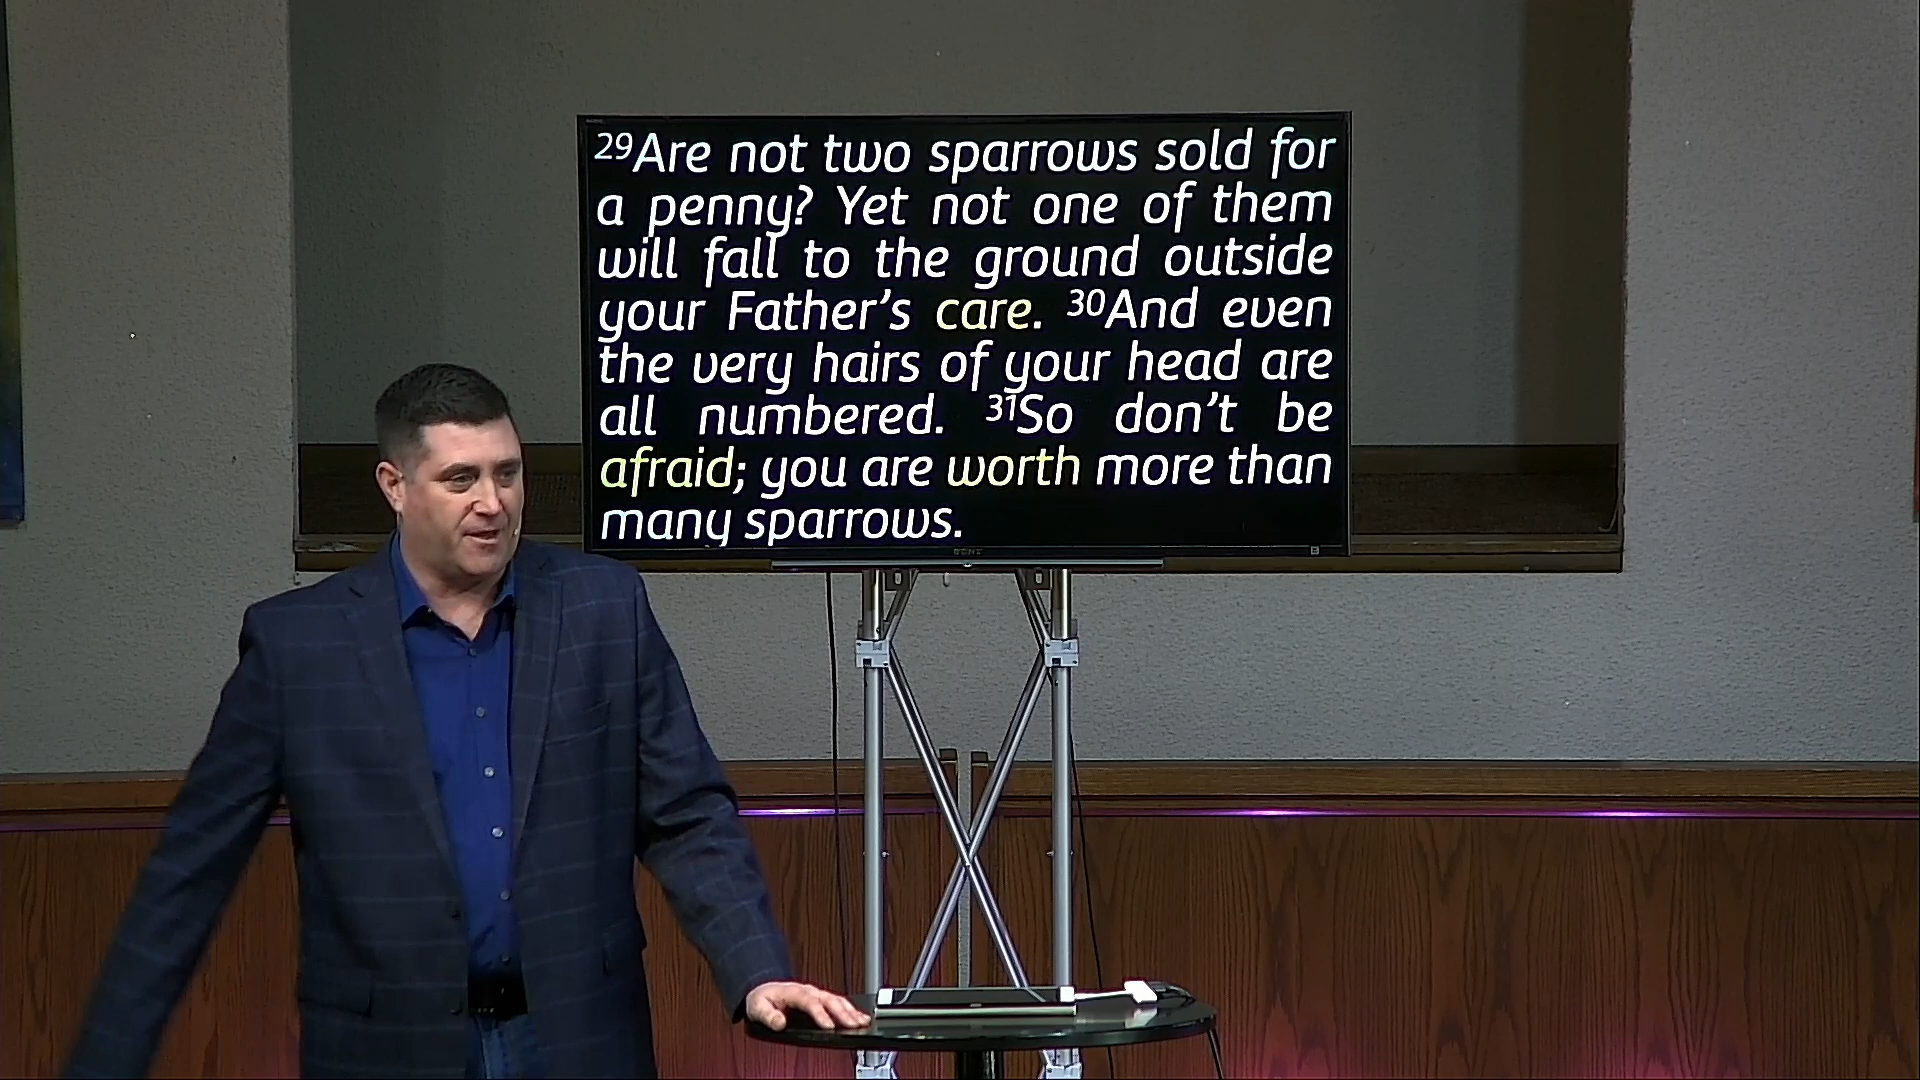 ²⁹Are not two sparrows sold for
a penny? Yet not one of them
will fall to the ground outside
your Father’s care. ³⁰And even
the very hairs of your head are
all numbered. ³¹So don’t be
afraid; you are worth more than
many sparrows.
SONY